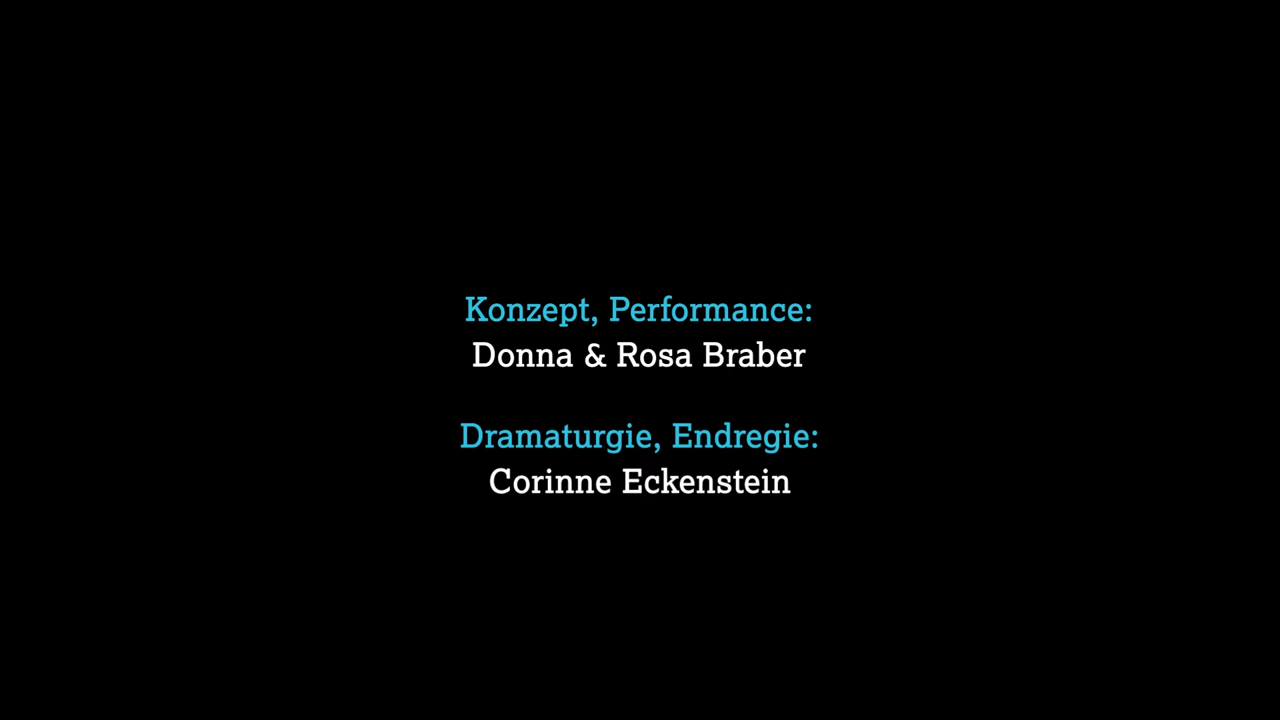 Konzept, Performance:
Donna & Rosa Braber
Dramaturgie, Endregie:
Corinne Eckenstein